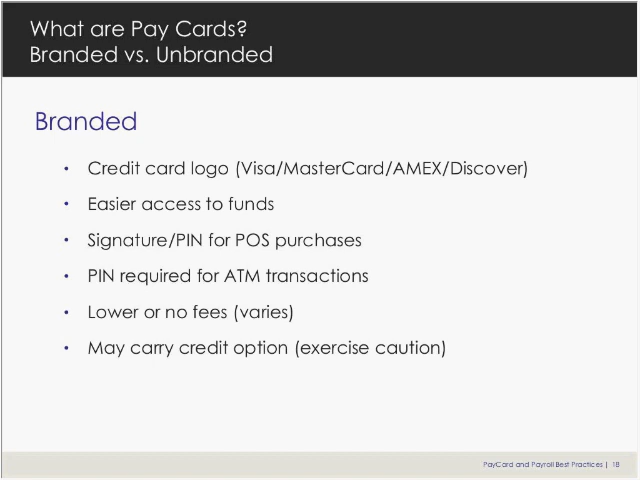 What are Pay Cards?
Branded vs. Unbranded
Branded
• Credit card logo (Visa/MasterCard/AMEX/Discover)
• Easier access to funds
• Signature/PIN for POS purchases
• PIN required for ATM transactions
• Lower or no fees (varies)
• May carry credit option (exercise caution)
PayCard and Payroll Best Practices | 18